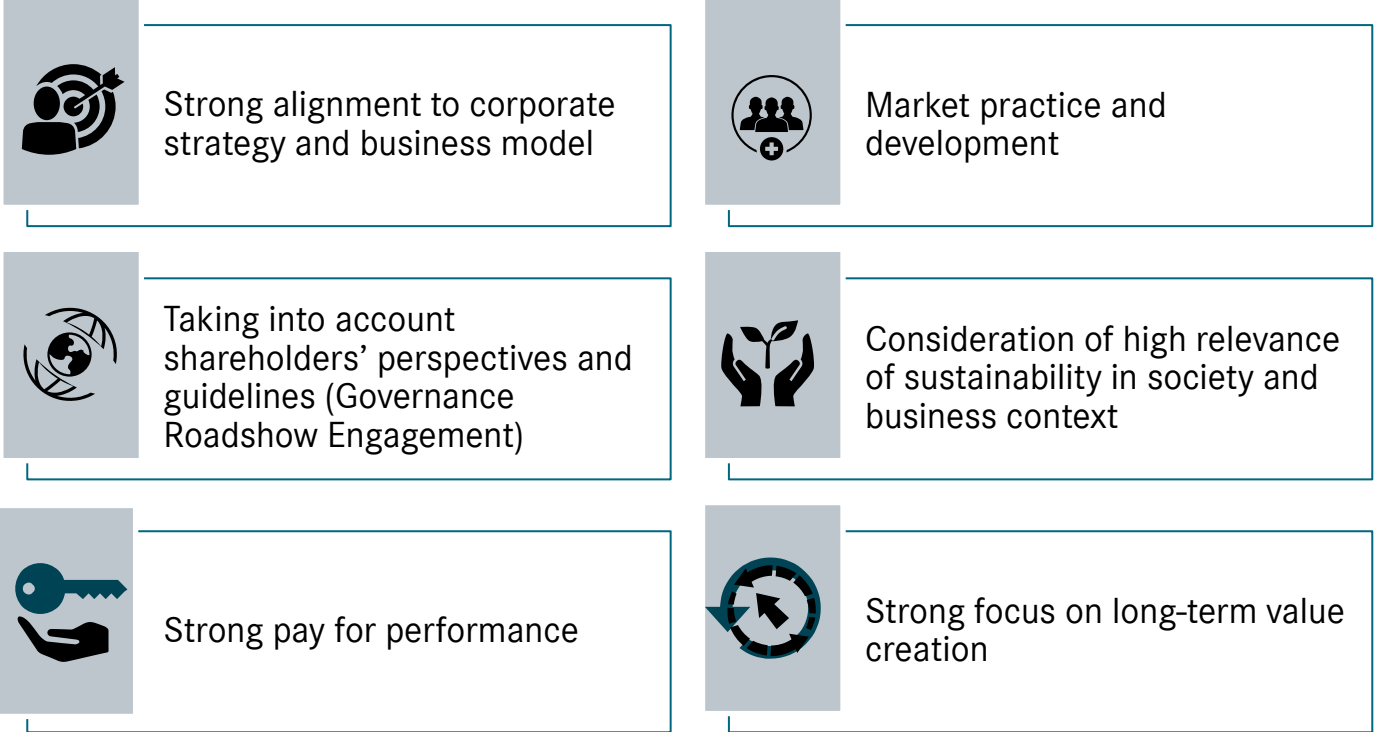 Strong alignment to corporate
strategy and business model
Market practice and
development
Taking into account
shareholders’ perspectives and
guidelines (Governance
Roadshow Engagement)
Consideration of high relevance
of sustainability in society and
business context
Strong pay for performance
Strong focus on long-term value
creation